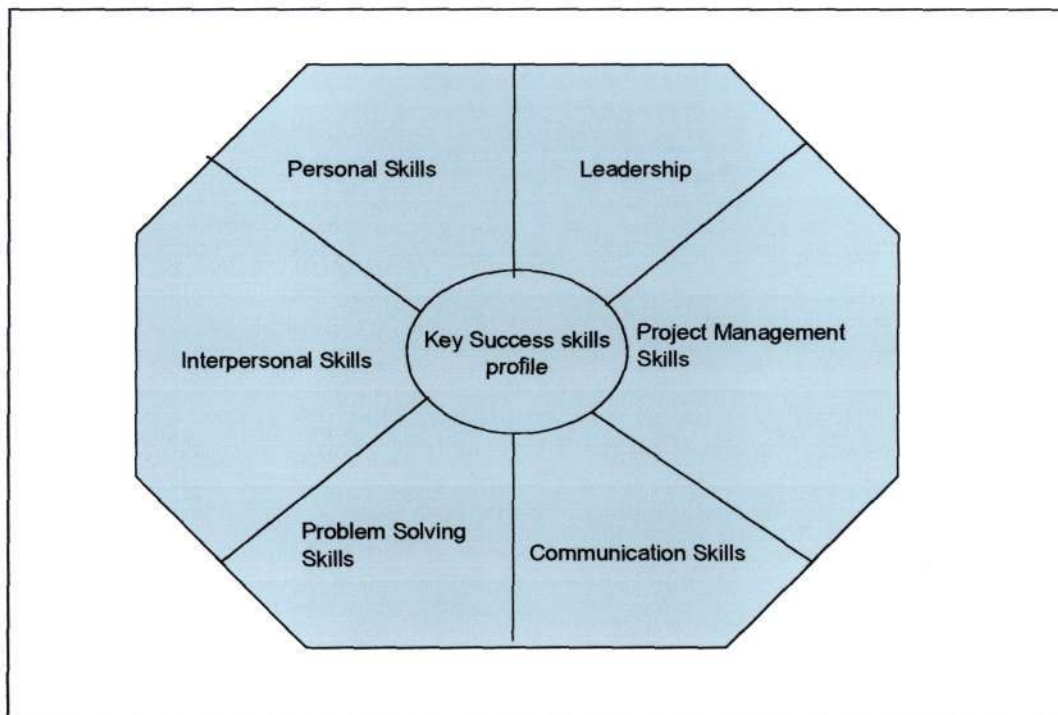 Personal Skills
Leadership
Key Success skills
profile
Project Management
Skills
Interpersonal Skills
Problem Solving
Skills
Communication Skills